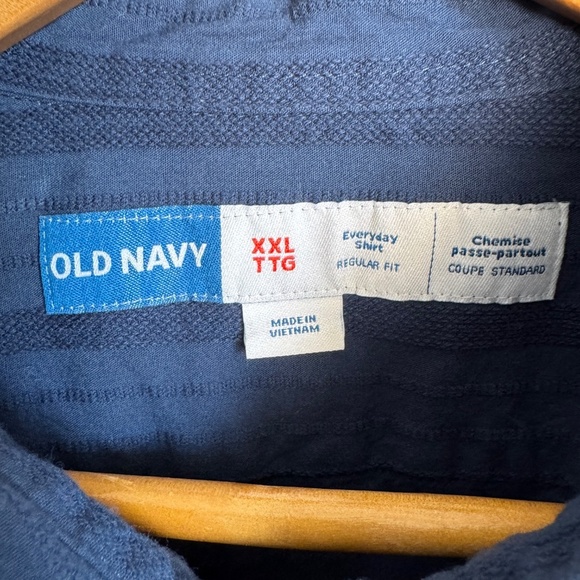 OLD NAVY
XXL
TTG
Everyday
Shirt
REGULAR FIT
Chemise
passe-partout
COUPE STANDARD
MADE IN
VIETNAM